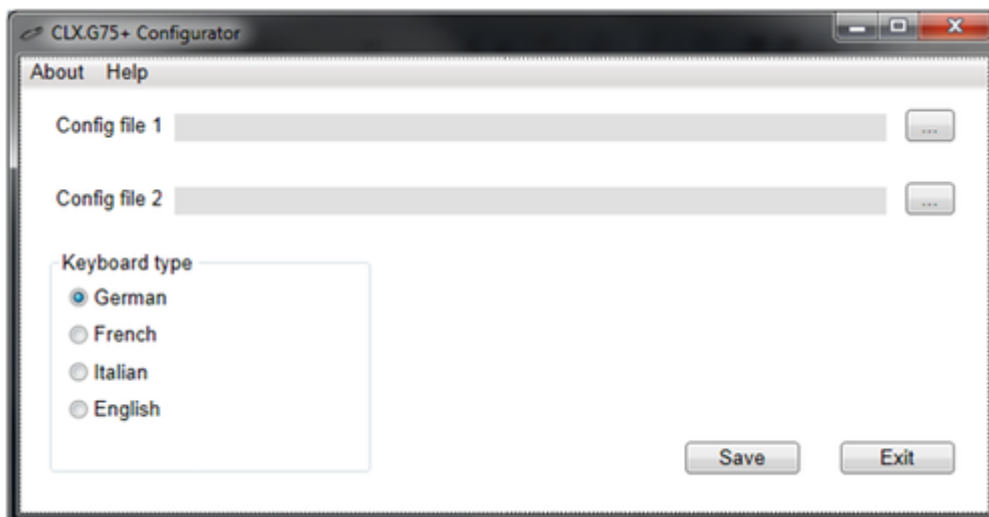 CLX.G75+ Configurator
About Help
Config file 1 ...
Config file 2 ...
Keyboard type
German
French
Italian
English
Save Exit